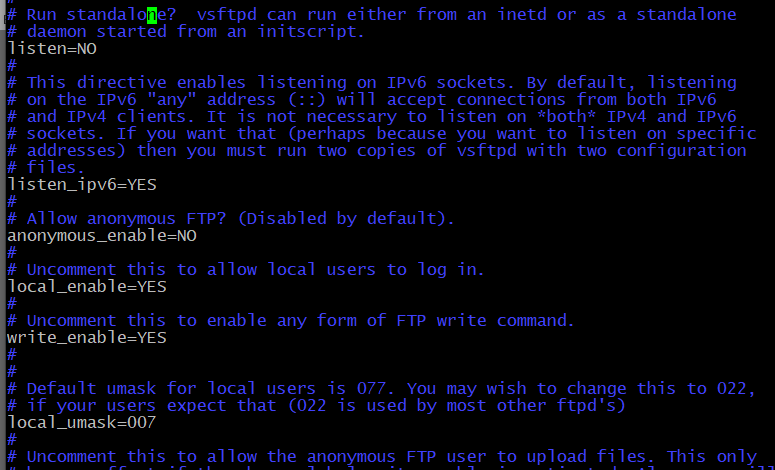 #
# Run standalone?  vsftpd can run either from an inetd or as a standalone
# daemon started from an initscript.
listen=NO
#
# This directive enables listening on IPv6 sockets. By default, listening
# on the IPv6 "any" address (::) will accept connections from both IPv6
# and IPv4 clients. It is not necessary to listen on *both* IPv4 and IPv6
# sockets. If you want that (perhaps because you want to listen on specific
# addresses) then you must run two copies of vsftpd with two configuration
# files.
listen_ipv6=YES
#
# Allow anonymous FTP? (Disabled by default).
anonymous_enable=NO
#
# Uncomment this to allow local users to log in.
local_enable=YES
#
# Uncomment this to enable any form of FTP write command.
write_enable=YES
#
#
# Default umask for local users is 077. You may wish to change this to 022,
# if your users expect that (022 is used by most other ftpd's)
local_umask=007
#
# Uncomment this to allow the anonymous FTP user to upload files. This only